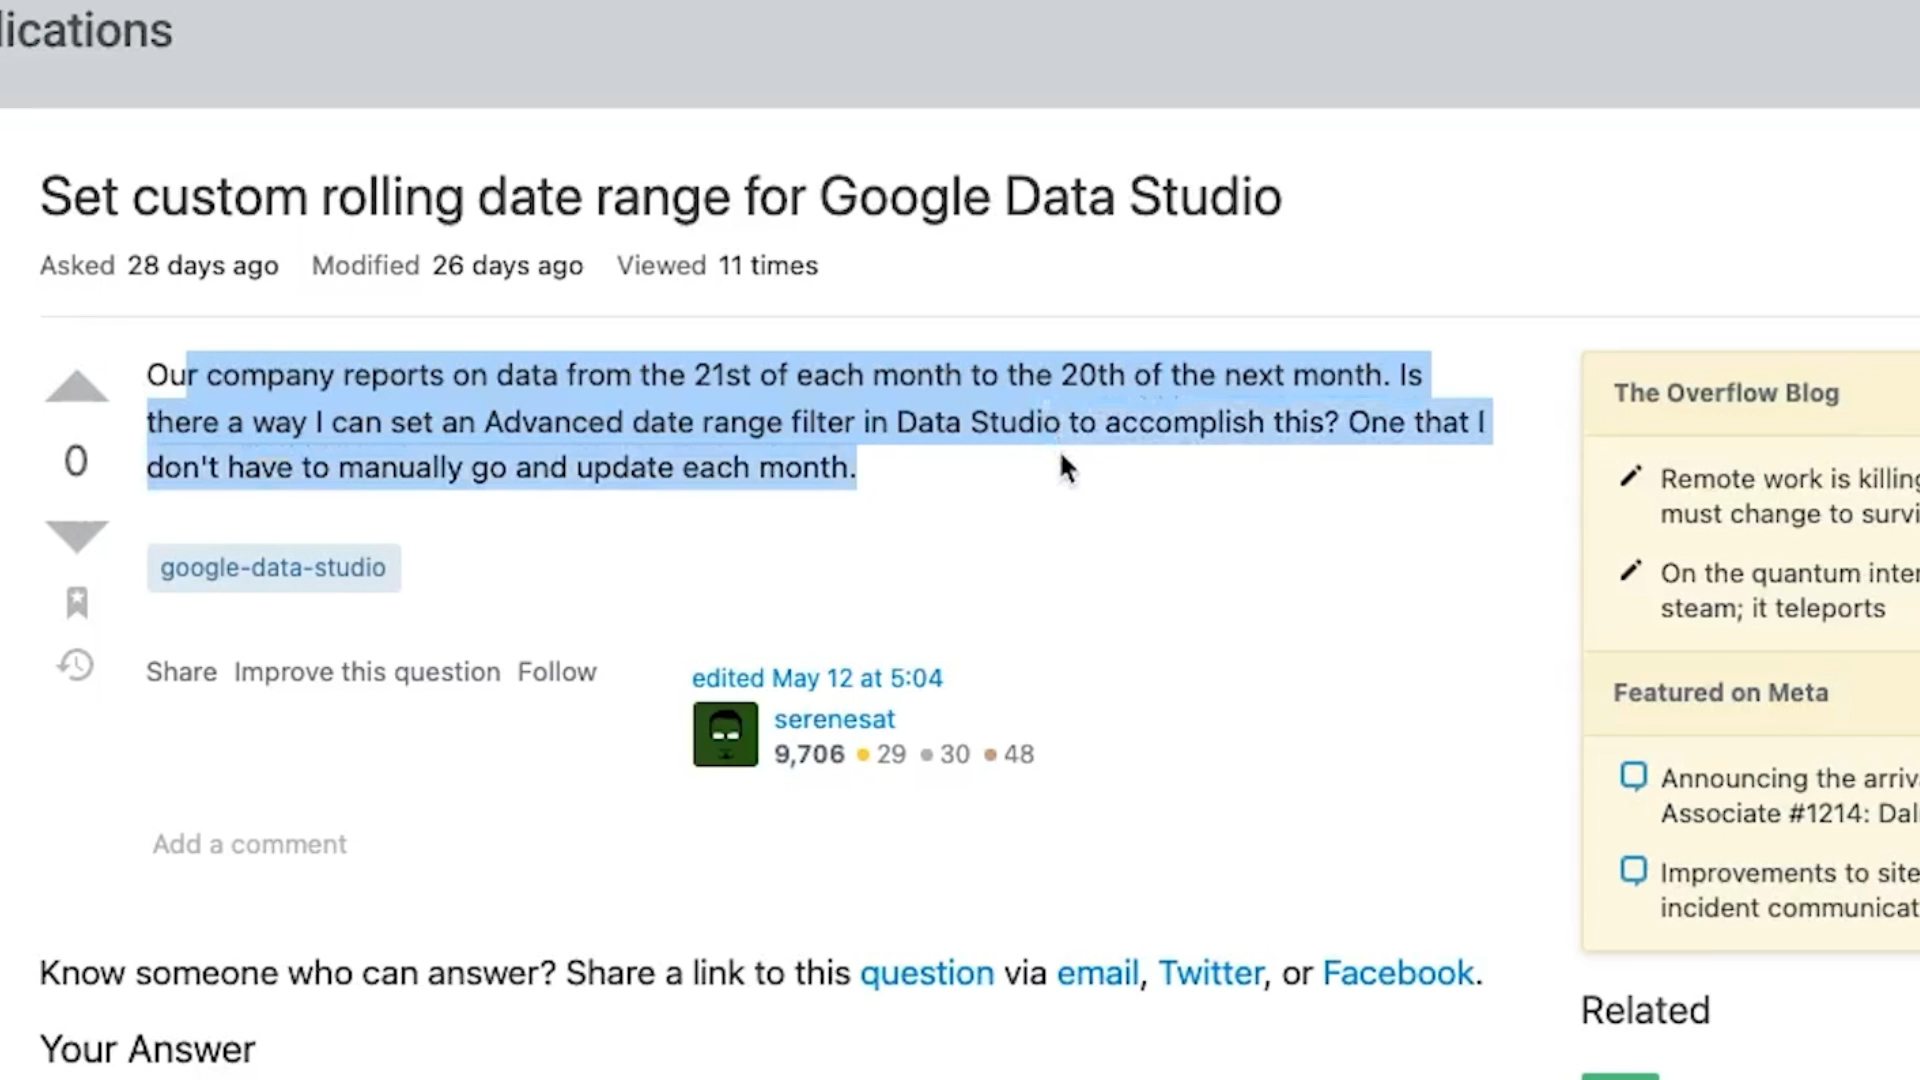 lications
Set custom rolling date range for Google Data Studio
Asked 28 days ago Modified 26 days ago Viewed 11 times
Our company reports on data from the 21st of each month to the 20th of the next month. Is
there a way I can set an Advanced date range filter in Data Studio to accomplish this? One that I
don't have to manually go and update each month.
0
google-data-studio
Share Improve this question Follow
edited May 12 at 5:04
serenesat
9,706 29 30 48
Add a comment
Know someone who can answer? Share a link to this question via email, Twitter, or Facebook.
Your Answer
The Overflow Blog
Remote work is killing
must change to survi
On the quantum inter
steam; it teleports
Featured on Meta
Announcing the arriv
Associate #1214: Dal
Improvements to site
incident communicat
Related